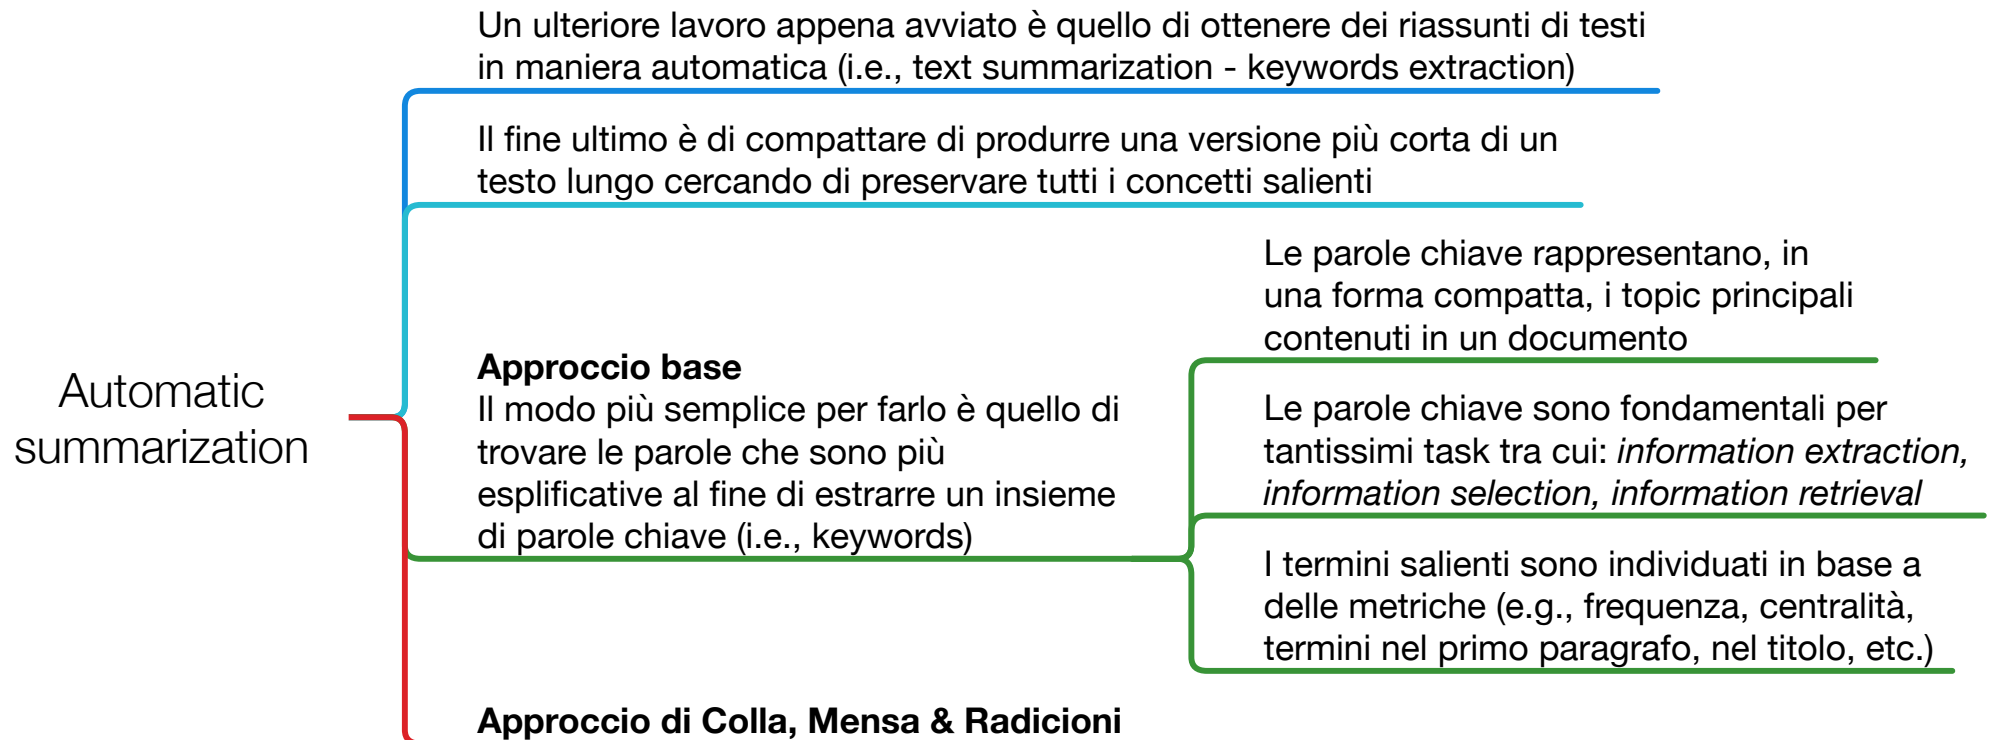 Un ulteriore lavoro appena avviato è quello di ottenere dei riassunti di testi
in maniera automatica (i.e., text summarization - keywords extraction)
Il fine ultimo è di compattare di produrre una versione più corta di un
testo lungo cercando di preservare tutti i concetti salienti
Automatic
summarization
Approccio base
Il modo più semplice per farlo è quello di
trovare le parole che sono più
esplificative al fine di estrarre un insieme
di parole chiave (i.e., keywords)
Le parole chiave rappresentano, in
una forma compatta, i topic principali
contenuti in un documento
Le parole chiave sono fondamentali per
tantissimi task tra cui: information extraction,
information selection, information retrieval
I termini salienti sono individuati in base a
delle metriche (e.g., frequenza, centralità,
termini nel primo paragrafo, nel titolo, etc.)
Approccio di Colla, Mensa & Radicioni